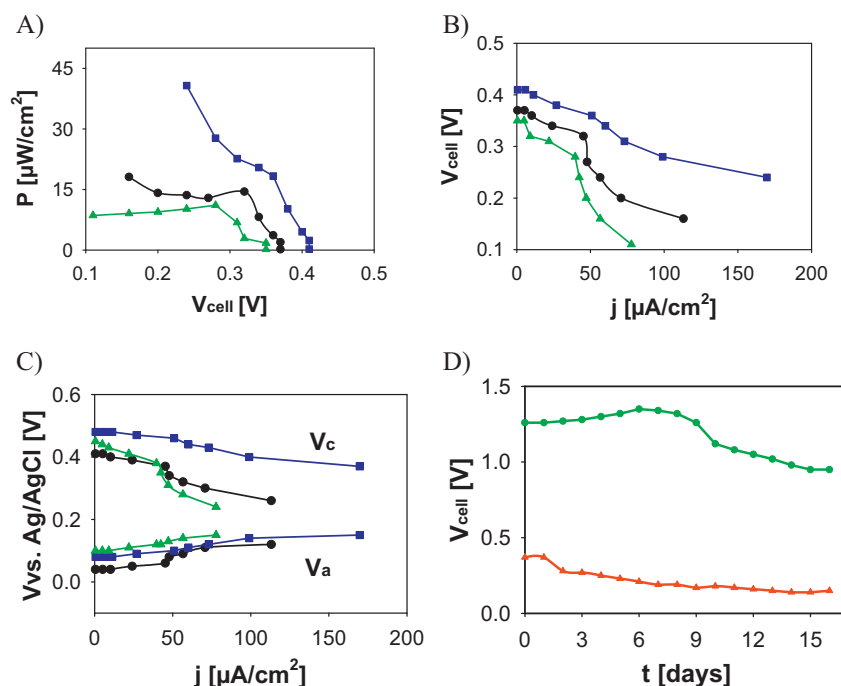 A)
45
30
15
0
P [µW/cm²]
0.1 0.2 0.3 0.4 0.5
Vcell [V]
B)
0.5
0.4
0.3
0.2
0.1
Vcell [V]
0 50 100 150 200
j [µA/cm²]
C)
0.6
0.4
0.2
0.0
Vvs. Ag/AgCl [V]
Vc
Va
0 50 100 150 200
j [µA/cm²]
D)
1.5
1.0
0.5
0.0
Vcell [V]
0 3 6 9 12 15
t [days]